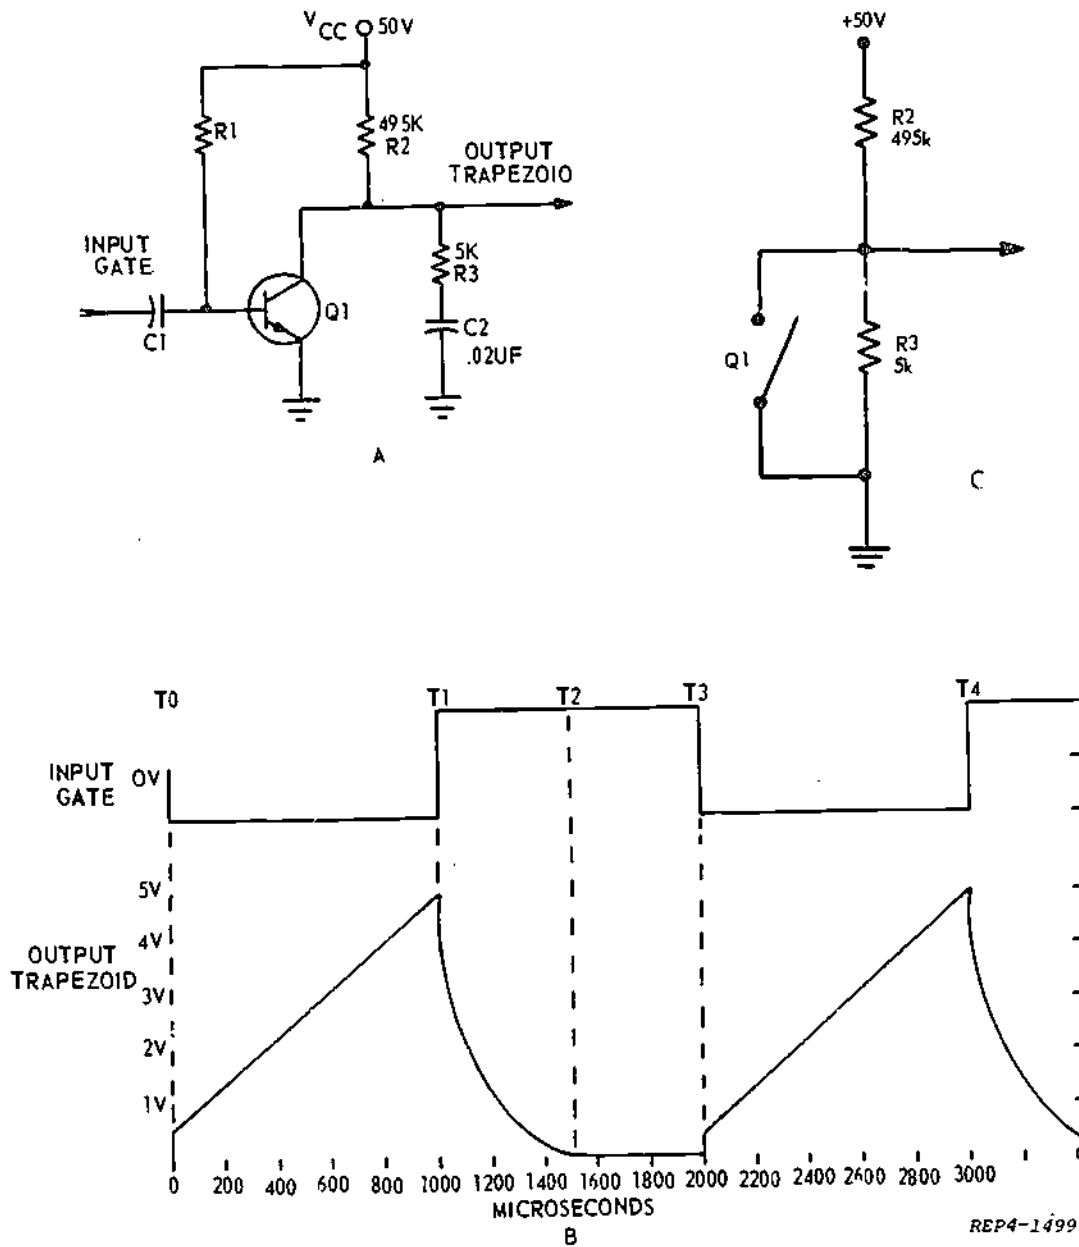 VCC 50V
R1
495K
R2
OUTPUT
TRAPEZOIO
INPUT
GATE
5K
R3
Q1
C1
C2
.02UF
A
+50V
R2
495k
Q1
R3
5k
C
T0 T1 T2 T3 T4
INPUT
GATE
0V
5V
4V
OUTPUT
TRAPEZOID
3V
2V
1V
0 200 400 600 800 1000 1200 1400 1600 1800 2000 2200 2400 2600 2800 3000
MICROSECONDS
B
REP4-1499